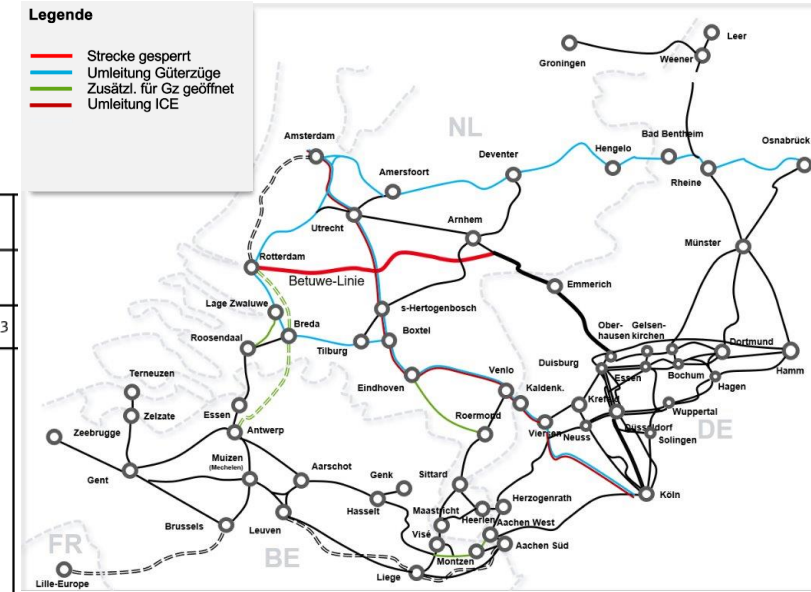 Legende
Strecke gesperrt
Umleitung Güterzüge
Zusätzl. für Gz geöffnet
Umleitung ICE
Leer
Groningen
Weener
NL
Amsterdam
Bad Bentheim
Osnabrück
Hengelo
Deventer
Amersfoort
Rheine
Arnhem
Utrecht
Münster
Rotterdam
Betuwe-Linie
Emmerich
Lage Zwaluwe
s-Hertogenbosch
3
Breda
Ober-
hausen
Gelsen-
kirchen
Roosendaal
Boxtel
Dortmund
Tilburg
Duisburg
Hamm
Essen
Bochum
Venlo
Hagen
Terneuzen
Eindhoven
Kaldenk.
Krefeld
Essen
Wuppertal
Zelzate
Roermond
Düsseldorf
DE
Zeebrugge
Antwerp
Viersen
Neuss
Solingen
Muizen
(Mechelen)
Aarschot
Genk
Sittard
Gent
Köln
Hasselt
Herzogenrath
Maastricht
Heerlen
Brussels
Leuven
Visé
Aachen West
Aachen Süd
FR
BE
Montzen
Liege
Lille-Europe